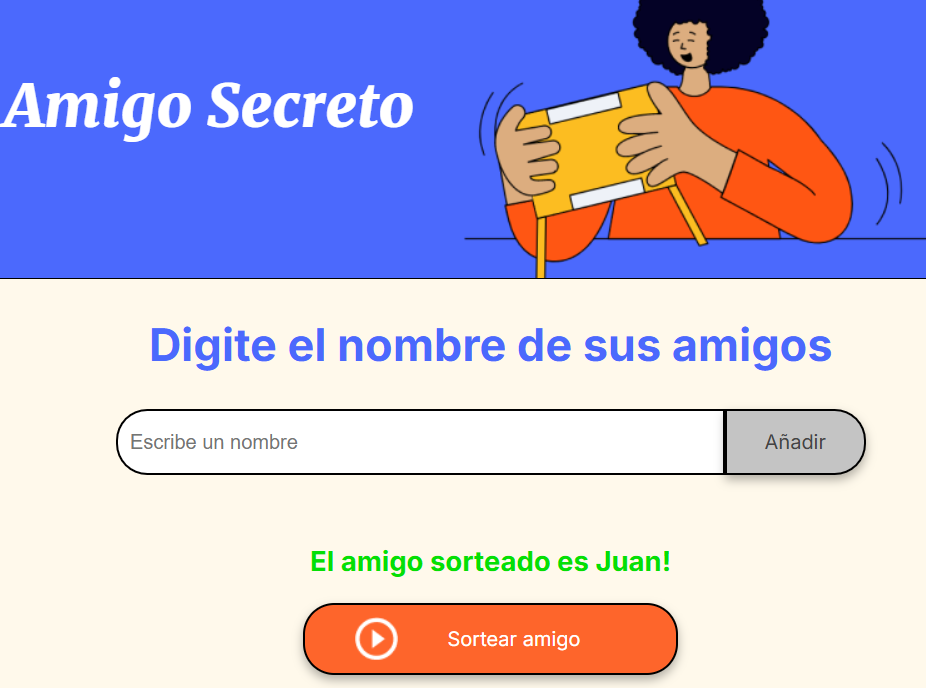 Amigo Secreto
Digite el nombre de sus amigos
Escribe un nombre
Añadir
El amigo sorteado es Juan!
Sortear amigo